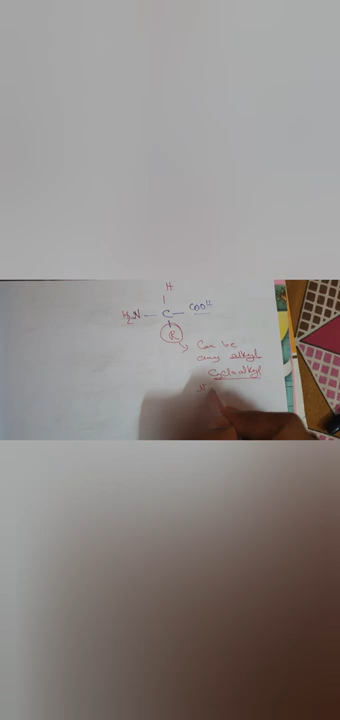 H
H₂N — C — COOH
R
Can be
any alkyl
Cycloalkyl